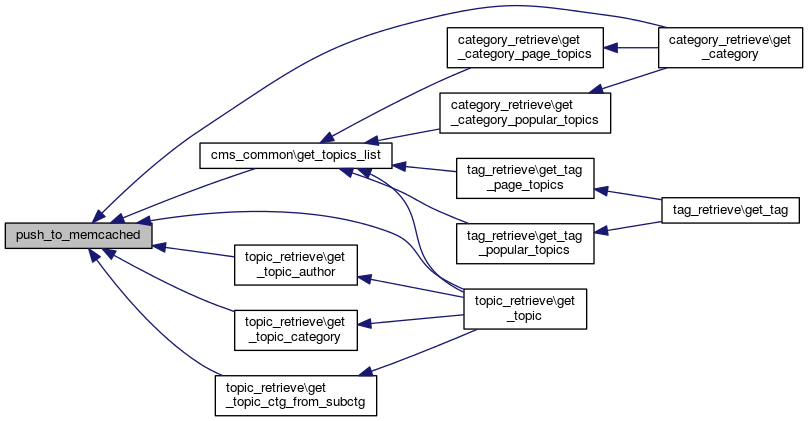 push_to_memcached
cms_common\get_topics_list
topic_retrieve\get
_topic_author
topic_retrieve\get
_topic_category
topic_retrieve\get
_topic_ctg_from_subctg
category_retrieve\get
_category_page_topics
category_retrieve\get
_category_popular_topics
tag_retrieve\get_tag
_page_topics
tag_retrieve\get_tag
_popular_topics
topic_retrieve\get
_topic
category_retrieve\get
_category
tag_retrieve\get_tag